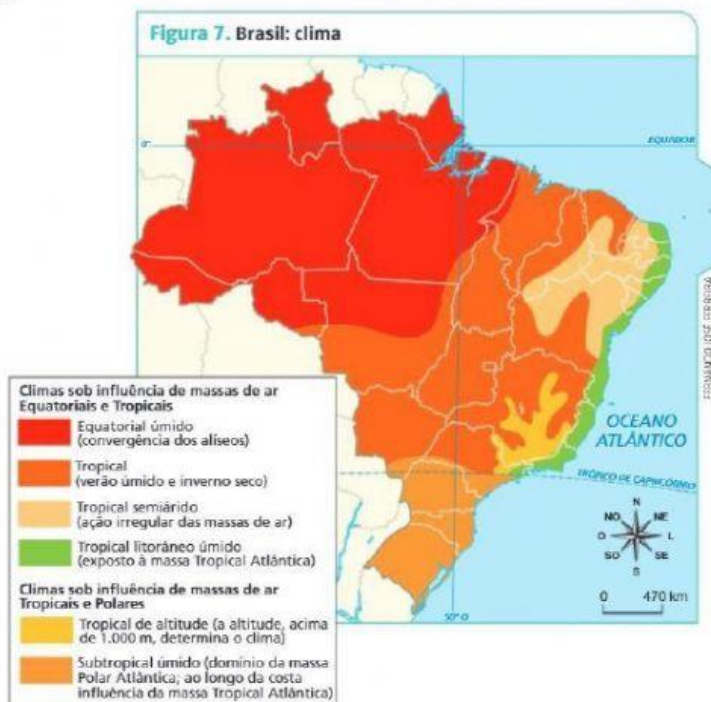 Figura 7. Brasil: clima
0°
EQUADOR
OCEANO
ATLÂNTICO
TRÓPICO DE CAPRICÓRNIO
N
NO
NE
O
L
SO
SE
S
0 470 km
50° O
Climas sob influência de massas de ar
Equatoriais e Tropicais
Equatorial úmido
(convergência dos alíseos)
Tropical
(verão úmido e inverno seco)
Tropical semiárido
(ação irregular das massas de ar)
Tropical litorâneo úmido
(exposto à massa Tropical Atlântica)
Climas sob influência de massas de ar
Tropicais e Polares
Tropical de altitude (a altitude, acima
de 1.000 m, determina o clima)
Subtropical úmido (domínio da massa
Polar Atlântica; ao longo da costa
influência da massa Tropical Atlântica)